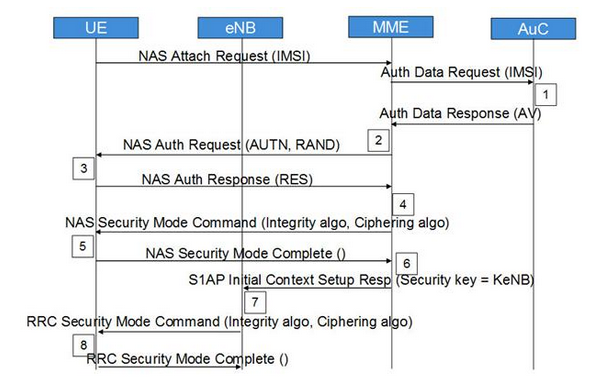 UE eNB MME AuC
NAS Attach Request (IMSI)
Auth Data Request (IMSI)
1
Auth Data Response (AV)
2
NAS Auth Request (AUTN, RAND)
3
NAS Auth Response (RES)
4
NAS Security Mode Command (Integrity algo, Ciphering algo)
5
NAS Security Mode Complete ()
6
S1AP Initial Context Setup Resp (Security key = KeNB)
7
RRC Security Mode Command (Integrity algo, Ciphering algo)
8
RRC Security Mode Complete ()